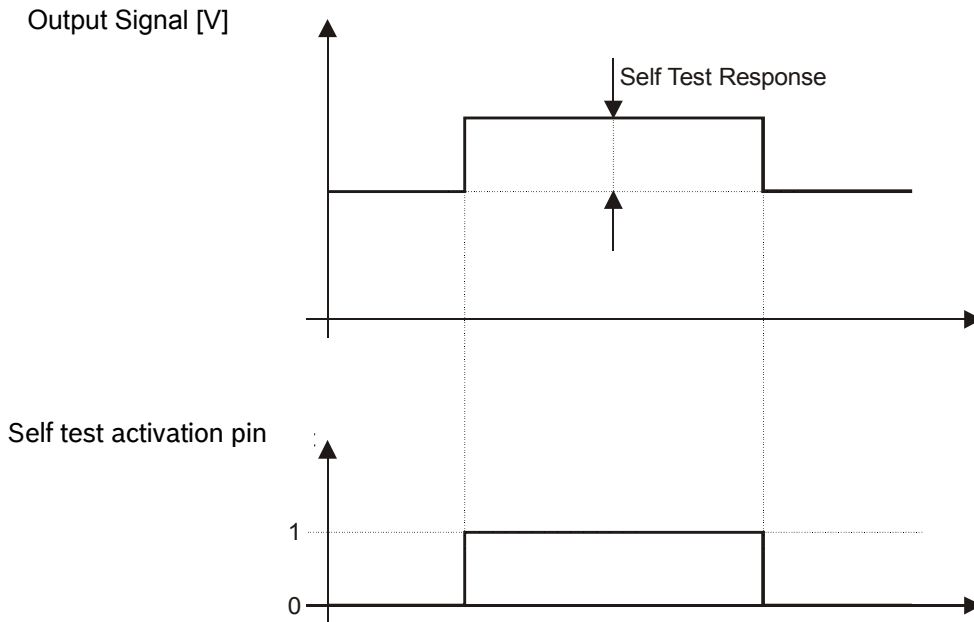 Output Signal [V]
Self Test Response
Self test activation pin
:
1
0